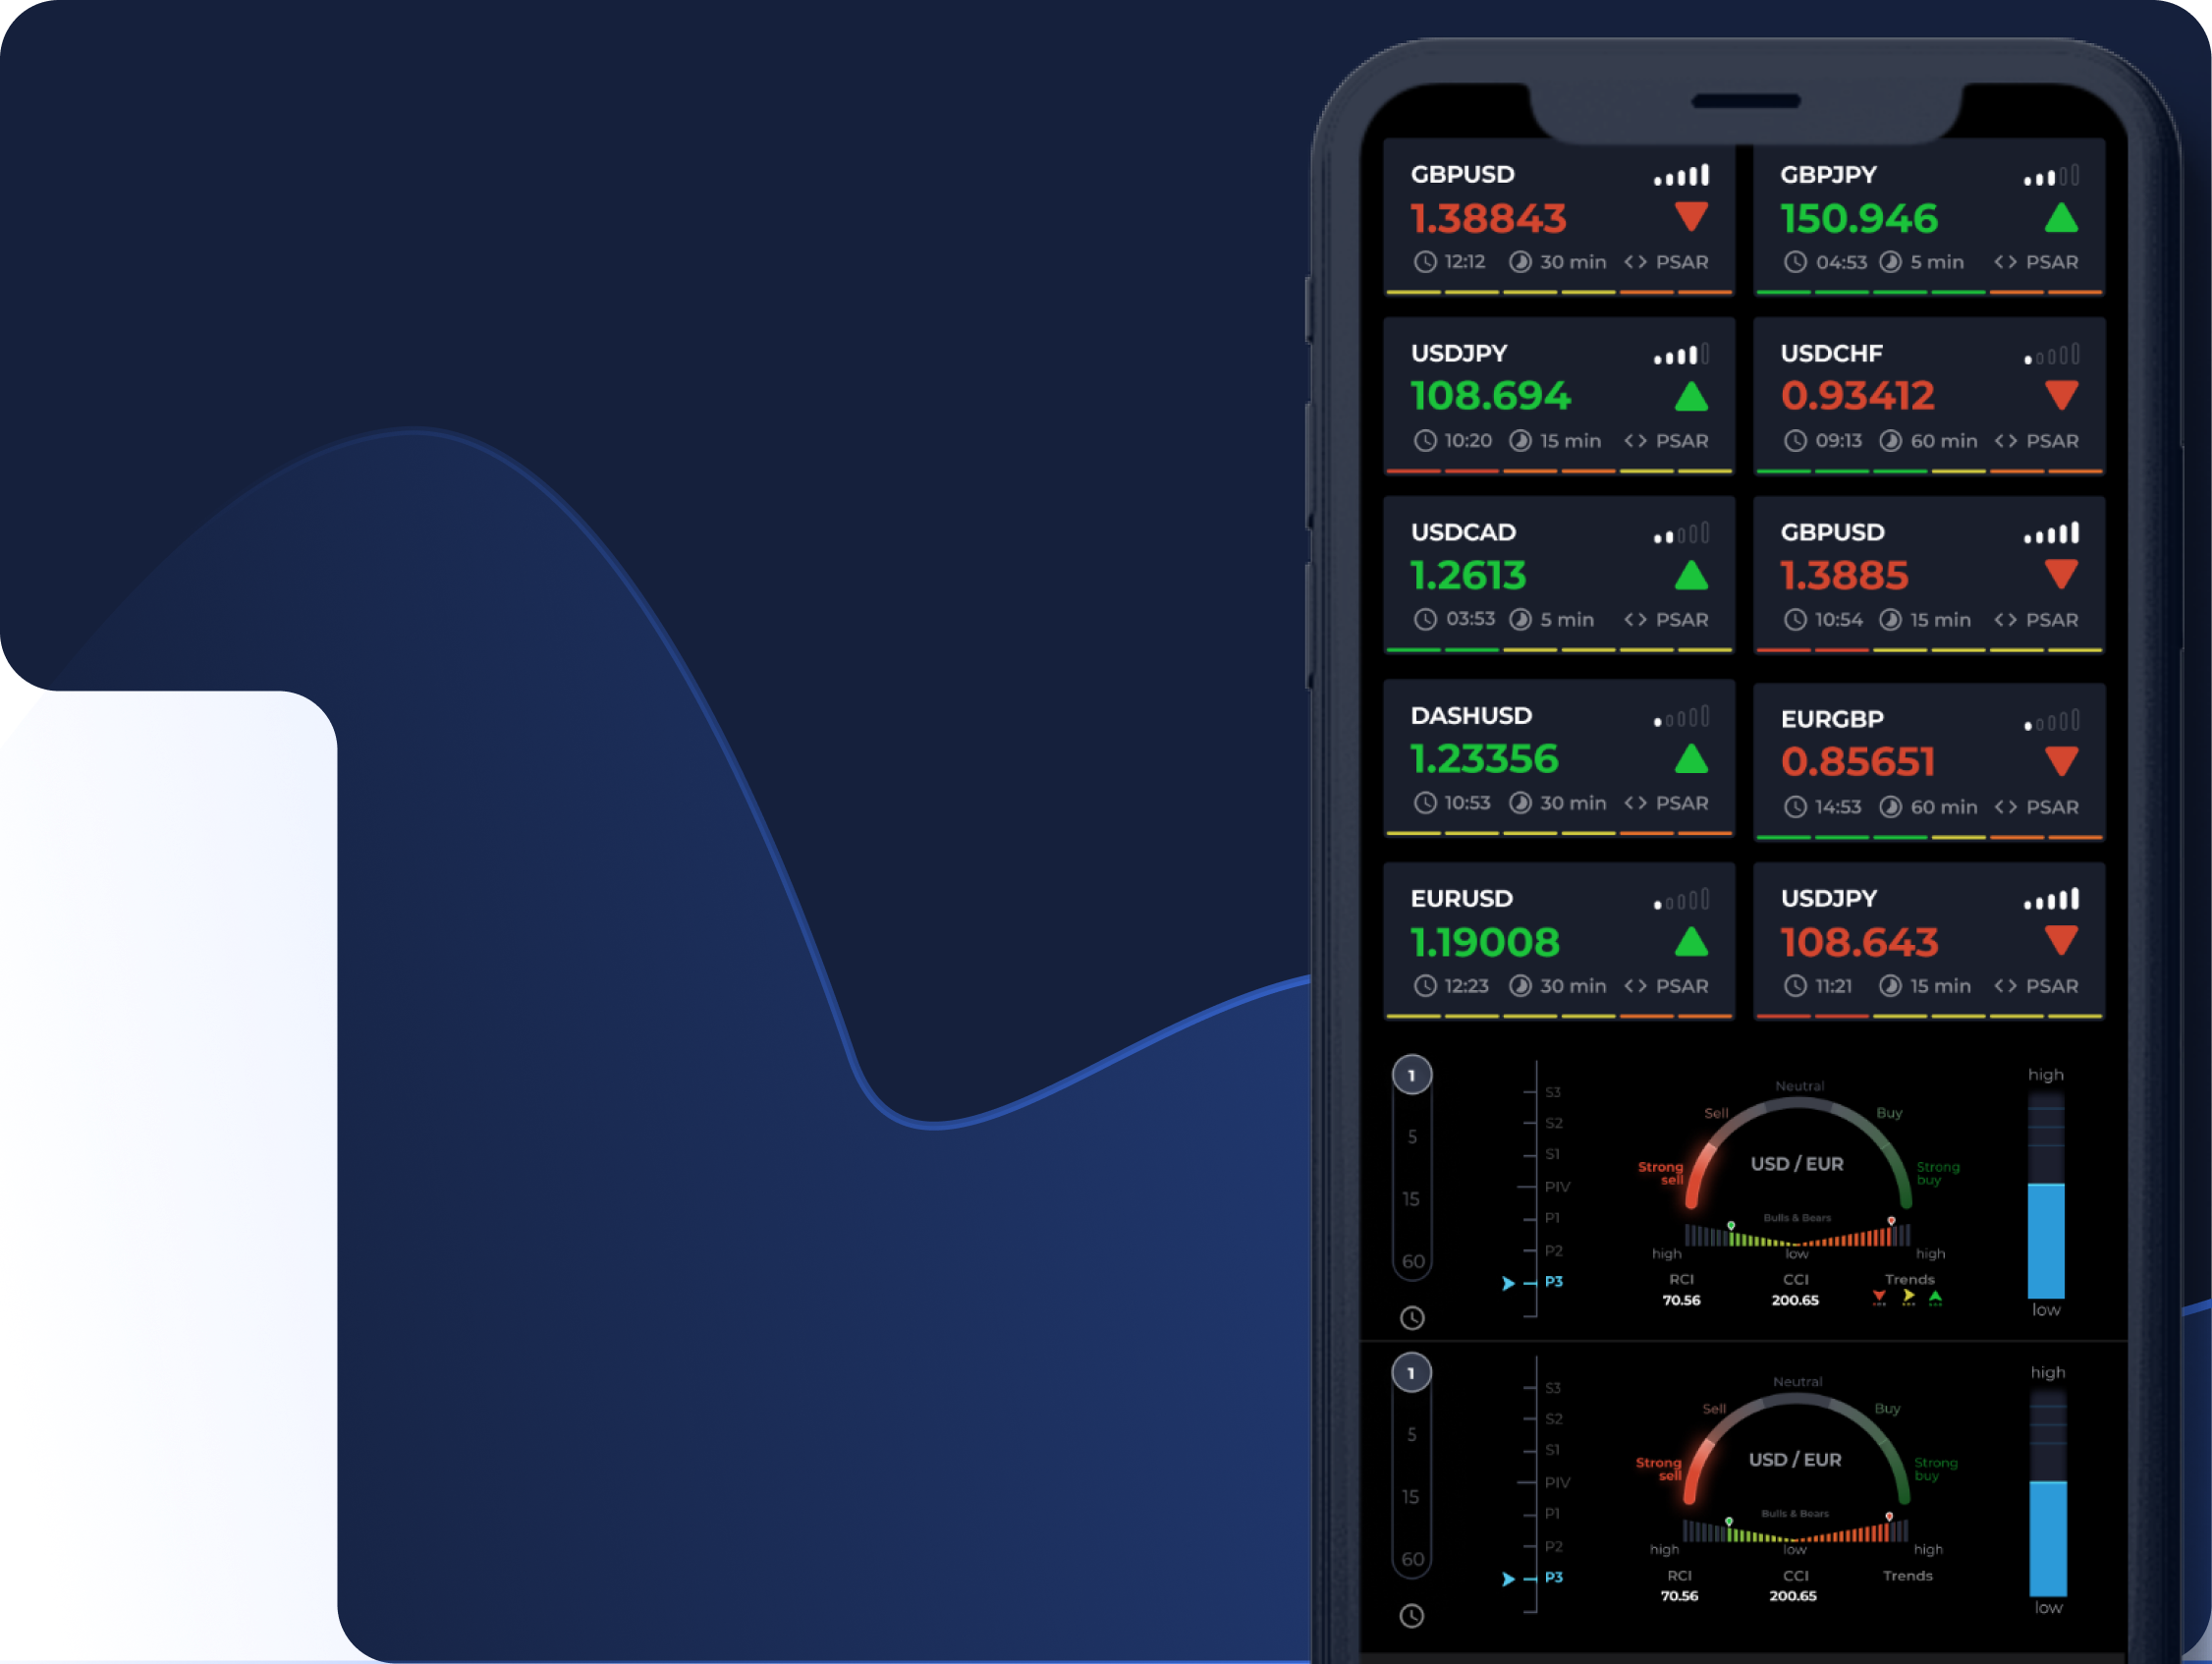 GBPUSD
1.38843
12:12 30 min <> PSAR
GBPJPY
150.946
04:53 5 min <> PSAR
USDJPY
108.694
10:20 15 min <> PSAR
USDCHF
0.93412
09:13 60 min <> PSAR
USDCAD
1.2613
03:53 5 min <> PSAR
GBPUSD
1.3885
10:54 15 min <> PSAR
DASHUSD
1.23356
10:53 30 min <> PSAR
EURGBP
0.85651
14:53 60 min <> PSAR
EURUSD
1.19008
12:23 30 min <> PSAR
USDJPY
108.643
11:21 15 min <> PSAR
1
5
15
60
S3
S2
S1
PIV
P1
P2
P3
Neutral
Sell
Buy
Strong
sell
USD / EUR
Strong
buy
Bulls & Bears
high low high
RCI CCI Trends
70.56 200.65
high
low
1
5
15
60
S3
S2
S1
PIV
P1
P2
P3
Neutral
Sell
Buy
Strong
sell
USD / EUR
Strong
buy
Bulls & Bears
high low high
RCI CCI Trends
70.56 200.65
high
low